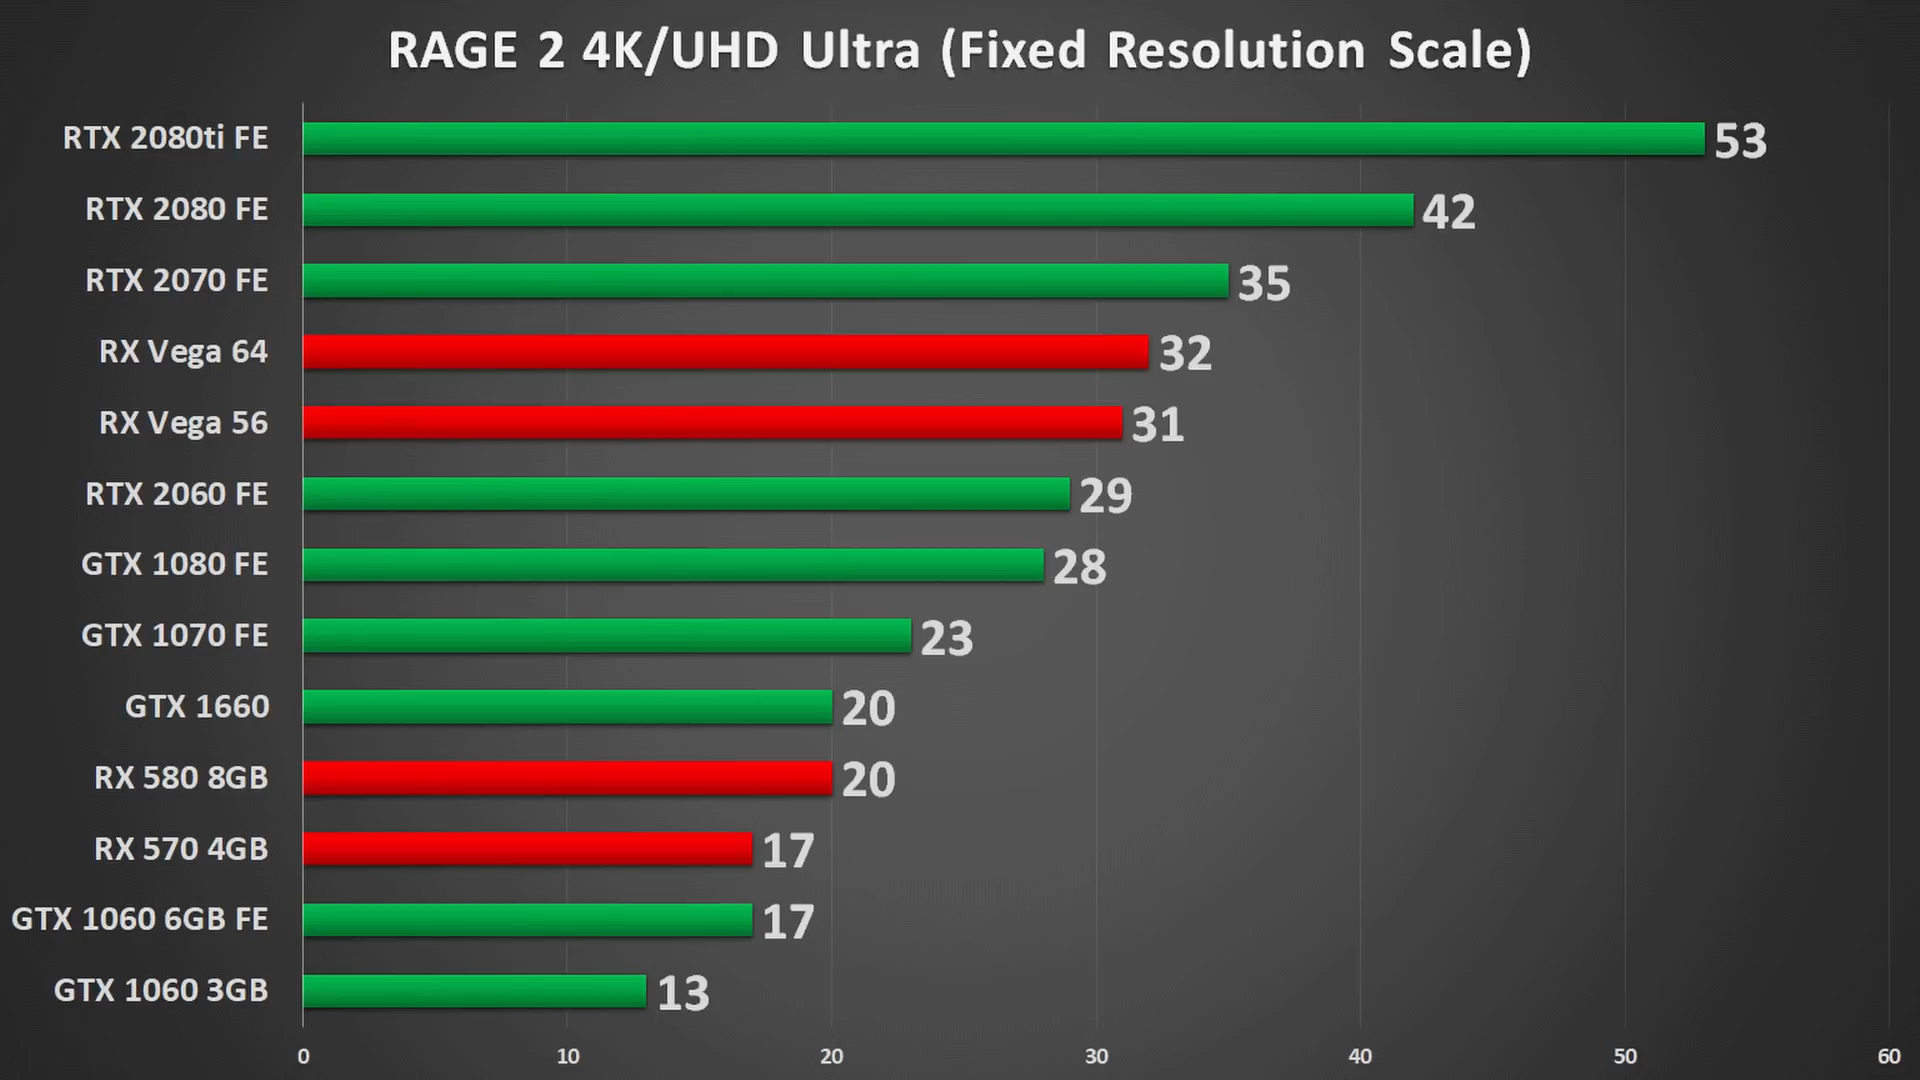 RAGE 2 4K/UHD Ultra (Fixed Resolution Scale)
RTX 2080ti FE 53
RTX 2080 FE 42
RTX 2070 FE 35
RX Vega 64 32
RX Vega 56 31
RTX 2060 FE 29
GTX 1080 FE 28
GTX 1070 FE 23
GTX 1660 20
RX 580 8GB 20
RX 570 4GB 17
GTX 1060 6GB FE 17
GTX 1060 3GB 13
0 10 20 30 40 50 60